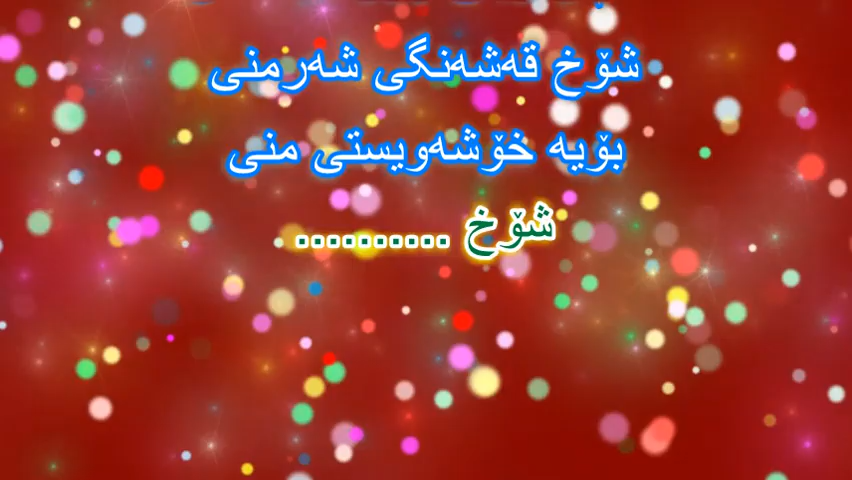 شۆخ قەشەنگی شەرمنی
بۆیە خۆشەویستی منی
شۆخ ..........